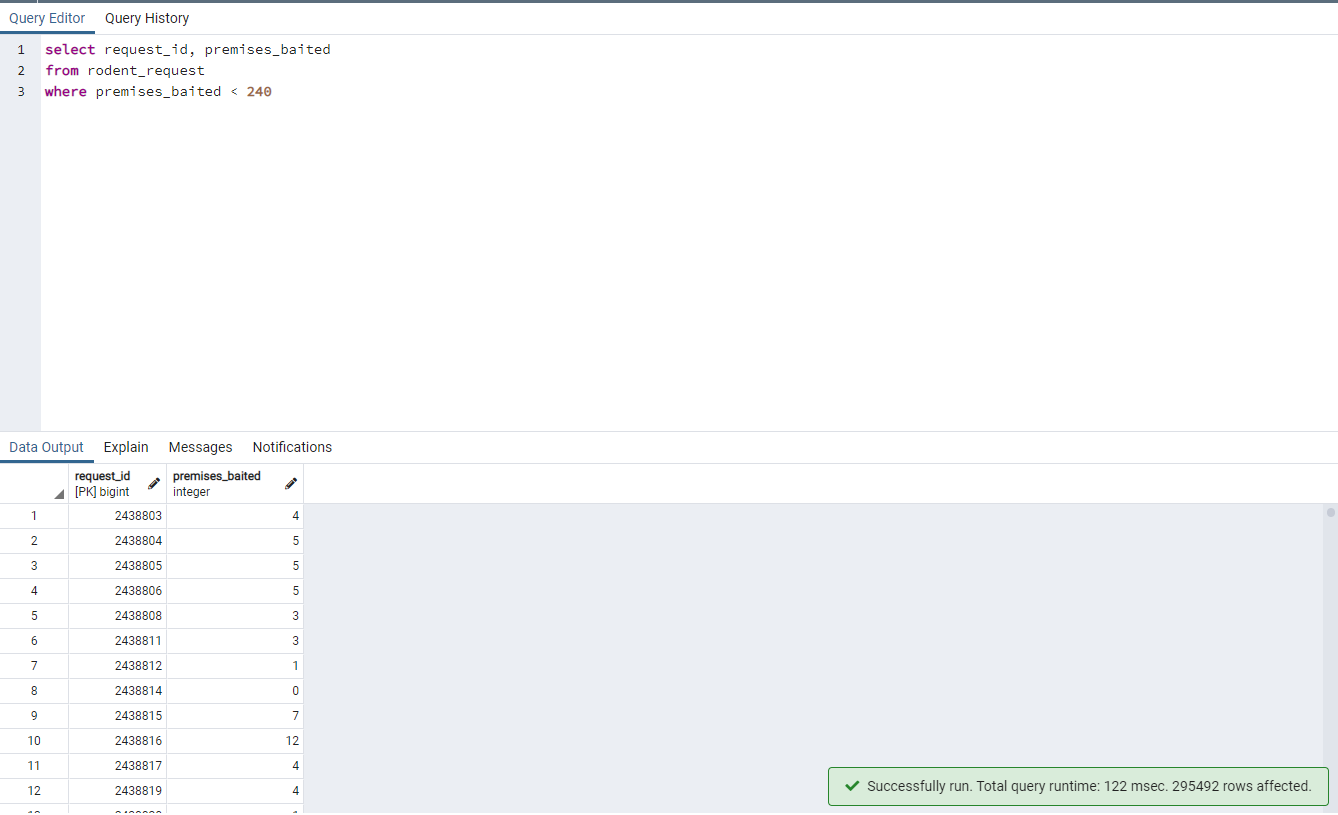 Query Editor Query History
1 select request_id, premises_baited
2 from rodent_request
3 where premises_baited < 240
Data Output Explain Messages Notifications
request_id premises_baited
[PK] bigint integer
1 2438803 4
2 2438804 5
3 2438805 5
4 2438806 5
5 2438808 3
6 2438811 3
7 2438812 1
8 2438814 0
9 2438815 7
10 2438816 12
11 2438817 4
12 2438819 4
Successfully run. Total query runtime: 122 msec. 295492 rows affected.